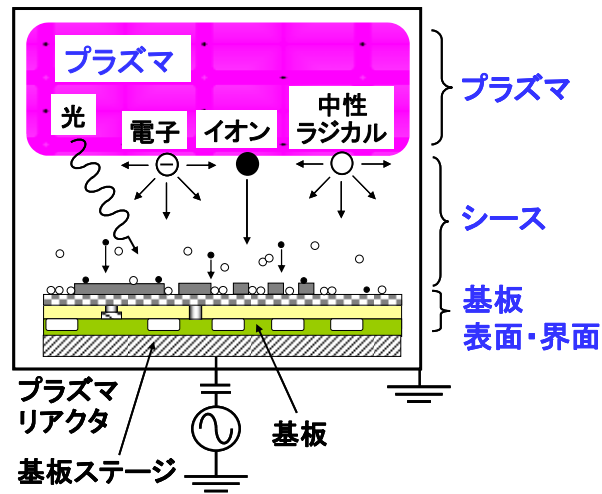 プラズマ
光
電子
イオン
中性
ラジカル
プラズマ
シース
基板
表面・界面
プラズマ
リアクタ
基板ステージ
基板